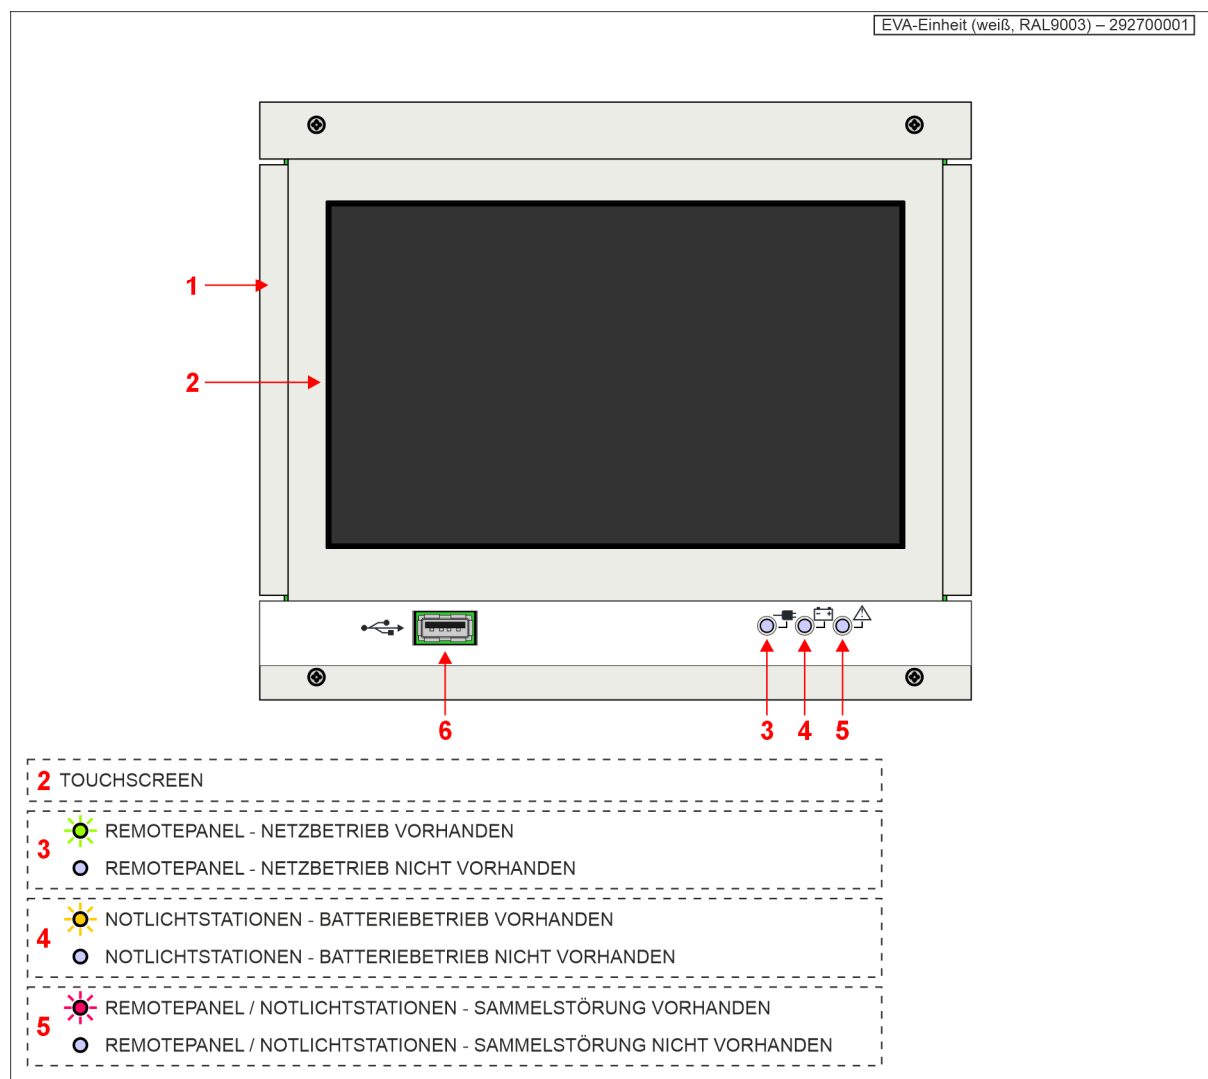 EVA-Einheit (weiß, RAL9003) – 292700001
1
2
6
3 4 5
2 TOUCHSCREEN
3
REMOTEPANEL - NETZBETRIEB VORHANDEN
REMOTEPANEL - NETZBETRIEB NICHT VORHANDEN
4
NOTLICHTSTATIONEN - BATTERIEBETRIEB VORHANDEN
NOTLICHTSTATIONEN - BATTERIEBETRIEB NICHT VORHANDEN
5
REMOTEPANEL / NOTLICHTSTATIONEN - SAMMELSTÖRUNG VORHANDEN
REMOTEPANEL / NOTLICHTSTATIONEN - SAMMELSTÖRUNG NICHT VORHANDEN